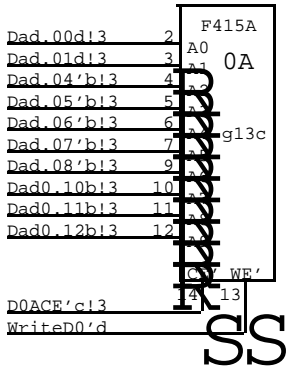 F415A
Dad.00d!3 2 A0 0A
Dad.01d!3 3 A1
Dad.04'b!3 4
Dad.05'b!3 5
Dad.06'b!3 6 g13c
Dad.07'b!3 7
Dad.08'b!3 9
Dad0.10b!3 10
Dad0.11b!3 11
Dad0.12b!3 12
WE'
14 13
D0ACE'c!3
WriteD0'd
SS